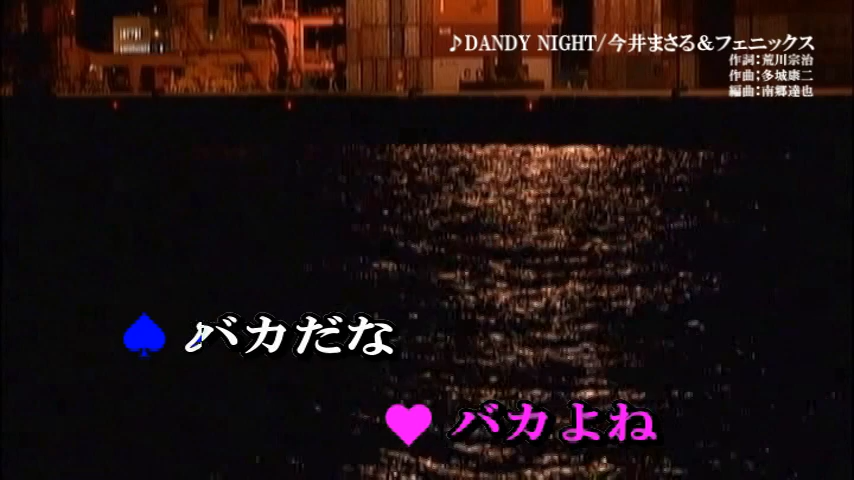 ♪DANDY NIGHT/今井まさる&フェニックス
作詞:荒川宗治
作曲:多城康二
編曲:南郷達也
♠ バカだな
♥ バカよね